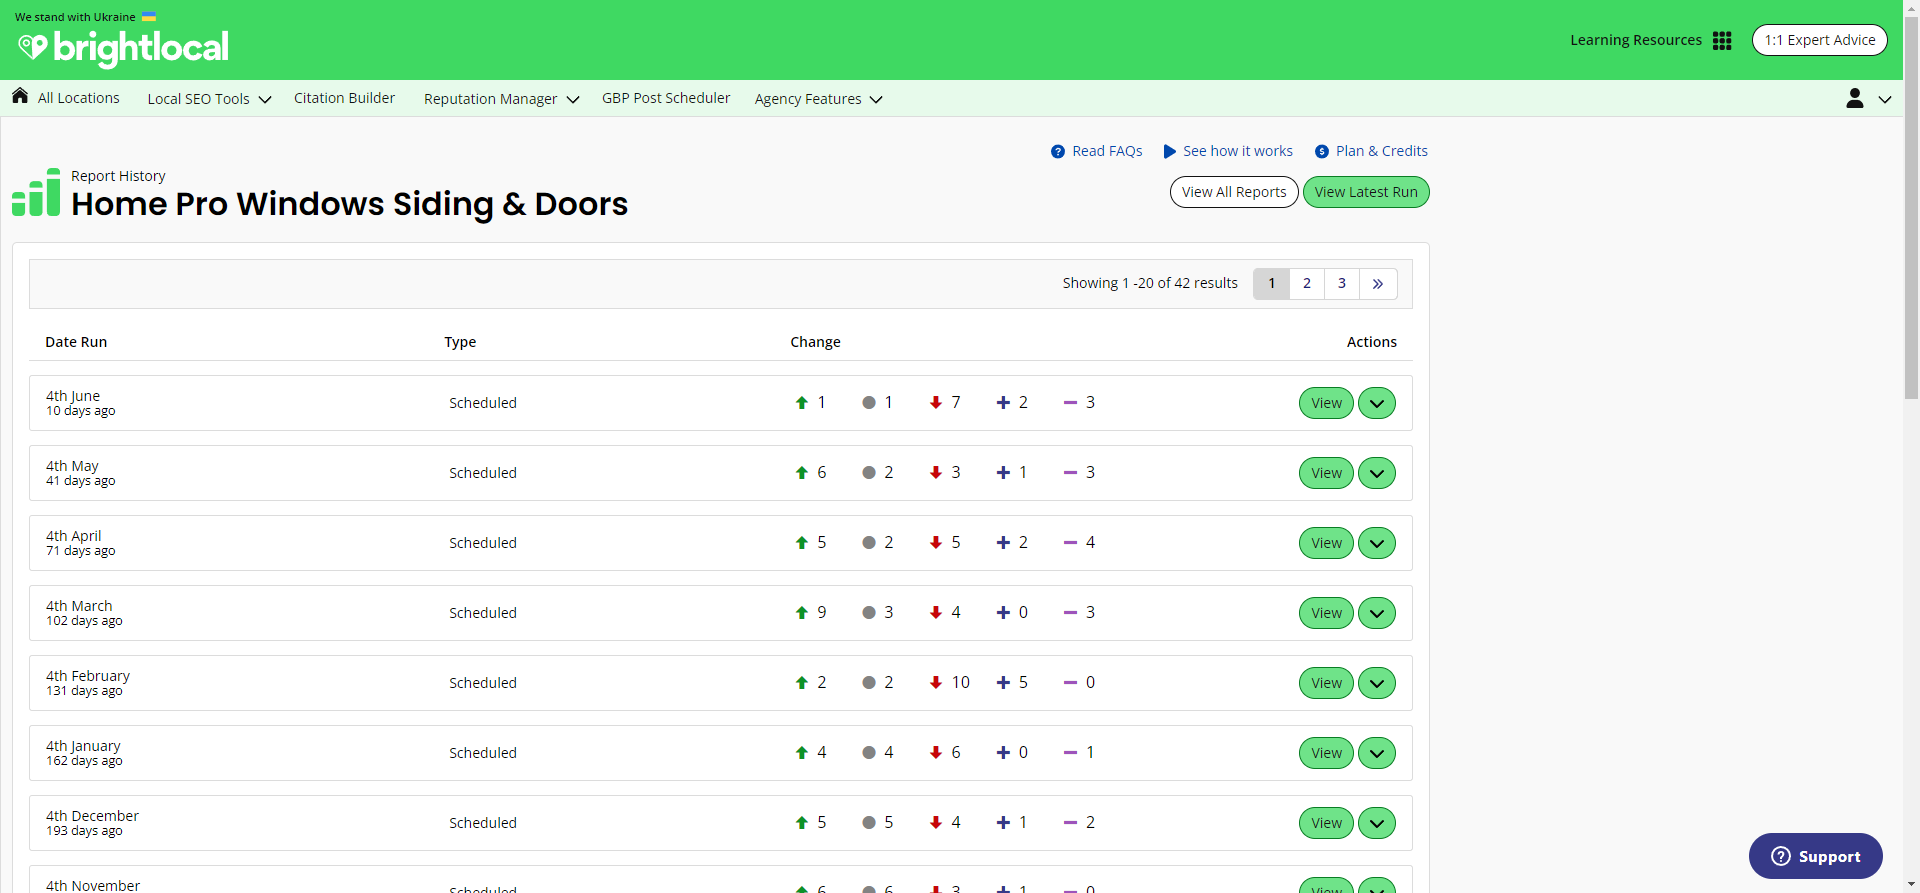 We stand with Ukraine
brightlocal
Learning Resources
1:1 Expert Advice
All Locations Local SEO Tools Citation Builder Reputation Manager GBP Post Scheduler Agency Features
Read FAQs See how it works Plan & Credits
Report History
Home Pro Windows Siding & Doors
View All Reports View Latest Run
Showing 1 -20 of 42 results 1 2 3 »
Date Run Type Change Actions
4th June
10 days ago
Scheduled 1 1 7 2 3 View
4th May
41 days ago
Scheduled 6 2 3 1 3 View
4th April
71 days ago
Scheduled 5 2 5 2 4 View
4th March
102 days ago
Scheduled 9 3 4 0 3 View
4th February
131 days ago
Scheduled 2 2 10 5 0 View
4th January
162 days ago
Scheduled 4 4 6 0 1 View
4th December
193 days ago
Scheduled 5 5 4 1 2 View
4th November
Scheduled 6 6 3 1 0 View
Support